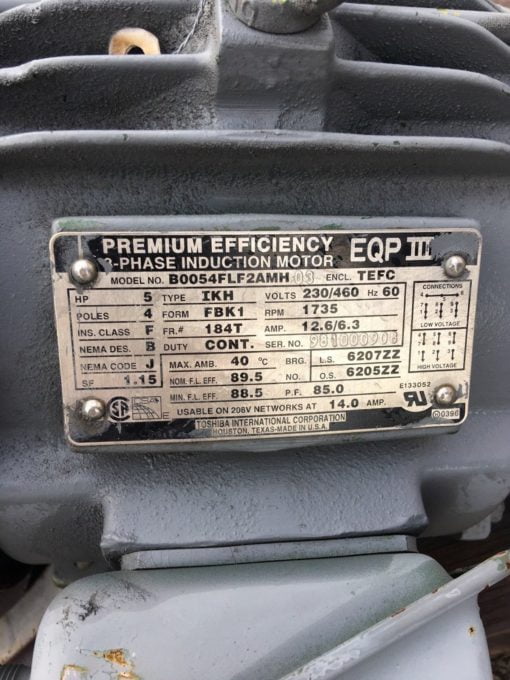 PREMIUM EFFICIENCY EQP III
3-PHASE INDUCTION MOTOR
MODEL NO. B0054FLF2AMH03 ENCL. TEFC
HP 5 TYPE IKH VOLTS 230/460 Hz 60
POLES 4 FORM FBK1 RPM 1735
INS. CLASS F FR.# 184T AMP. 12.6/6.3
NEMA DES. B DUTY CONT. SER. NO.
NEMA CODE J MAX. AMB. 40 °C BRG. L.S. 6207ZZ
SF 1.15 NOM. F.L. EFF. 89.5 NO. O.S. 6205ZZ
MIN. F.L. EFF. 88.5 P.F. 85.0 E133052
USABLE ON 208V NETWORKS AT 14.0 AMP.
TOSHIBA INTERNATIONAL CORPORATION
HOUSTON, TEXAS-MADE IN U.S.A.
CONNECTIONS
LOW VOLTAGE
HIGH VOLTAGE
©0396